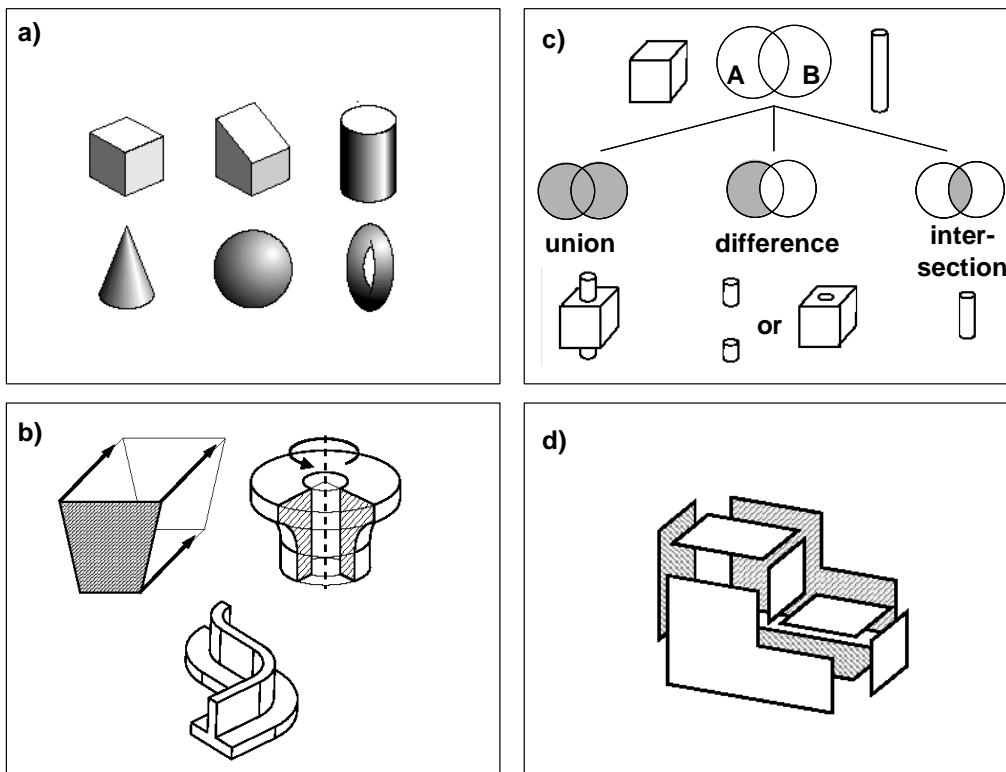 a)
c)
A B
union
difference
inter-
section
or
b)
d)